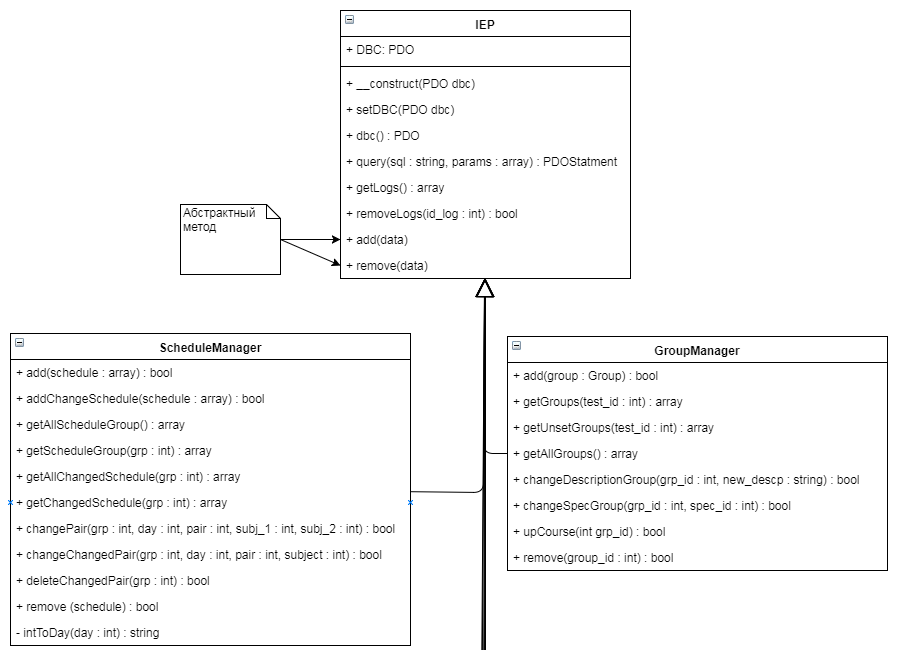 IEP
+ DBC: PDO
+ __construct(PDO dbc)
+ setDBC(PDO dbc)
+ dbc() : PDO
+ query(sql : string, params : array) : PDOStatment
+ getLogs() : array
+ removeLogs(id_log : int) : bool
+ add(data)
+ remove(data)
Абстрактный
метод
ScheduleManager
+ add(schedule : array) : bool
+ addChangeSchedule(schedule : array) : bool
+ getAllScheduleGroup() : array
+ getScheduleGroup(grp : int) : array
+ getAllChangedSchedule(grp : int) : array
+ getChangedSchedule(grp : int) : array
+ changePair(grp : int, day : int, pair : int, subj_1 : int, subj_2 : int) : bool
+ changeChangedPair(grp : int, day : int, pair : int, subject : int) : bool
+ deleteChangedPair(grp : int) : bool
+ remove (schedule) : bool
- intToDay(day : int) : string
GroupManager
+ add(group : Group) : bool
+ getGroups(test_id : int) : array
+ getUnsetGroups(test_id : int) : array
+ getAllGroups() : array
+ changeDescriptionGroup(grp_id : int, new_descp : string) : bool
+ changeSpecGroup(grp_id : int, spec_id : int) : bool
+ upCourse(int grp_id) : bool
+ remove(group_id : int) : bool